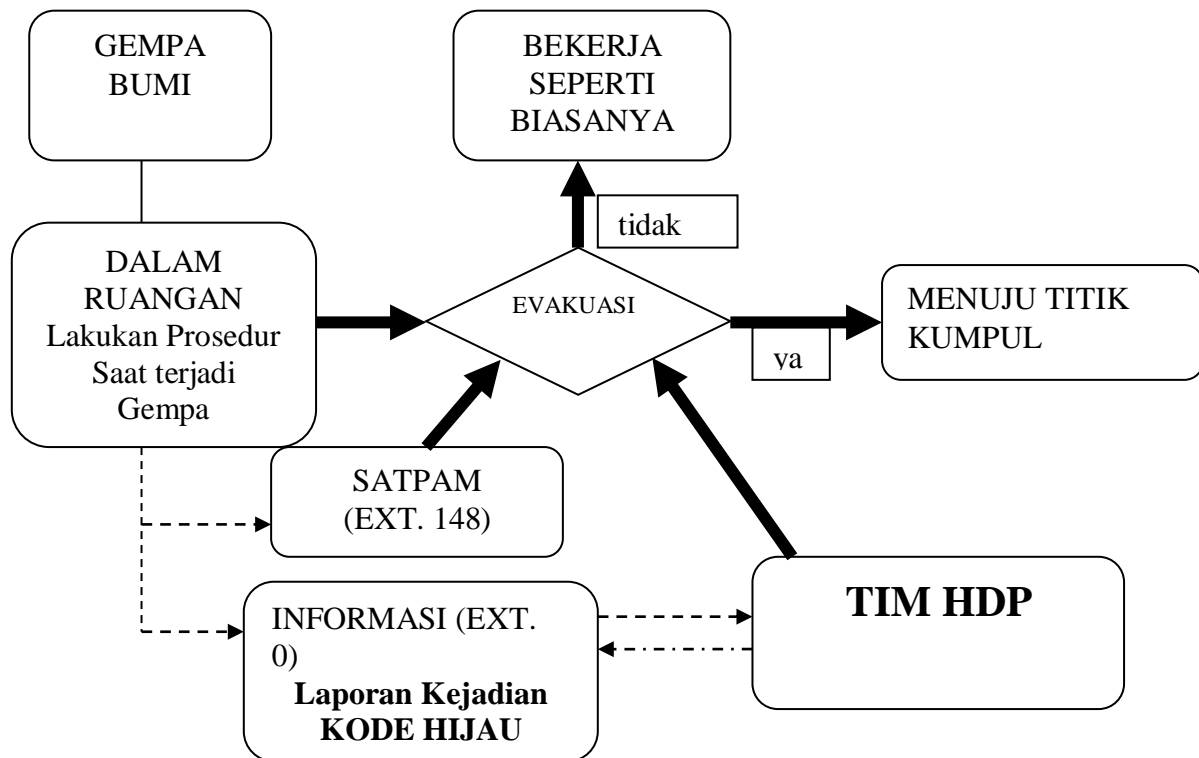 GEMPA
BUMI
BEKERJA
SEPERTI
BIASANYA
tidak
DALAM
RUANGAN
Lakukan Prosedur
Saat terjadi
Gempa
EVAKUASI
MENUJU TITIK
KUMPUL
ya
SATPAM
(EXT. 148)
TIM HDP
INFORMASI (EXT.
0)
Laporan Kejadian
KODE HIJAU